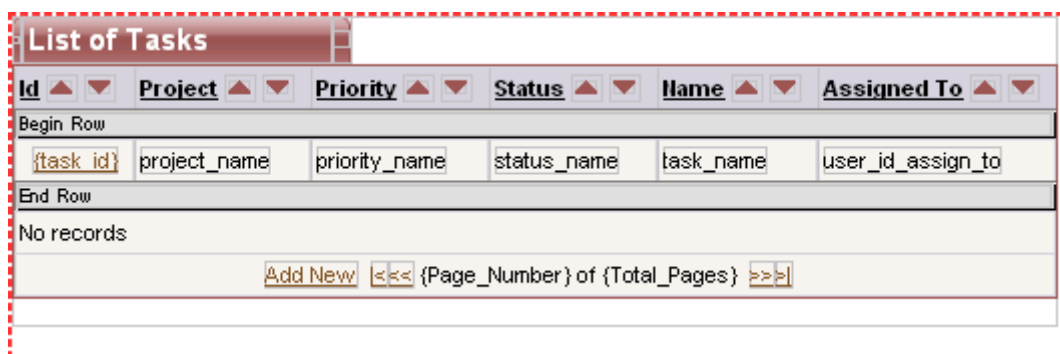 List of Tasks
Id Project Priority Status Name Assigned To
Begin Row
{task_id} project_name priority_name status_name task_name user_id_assign_to
End Row
No records
Add New |< << {Page_Number} of {Total_Pages} >> >|